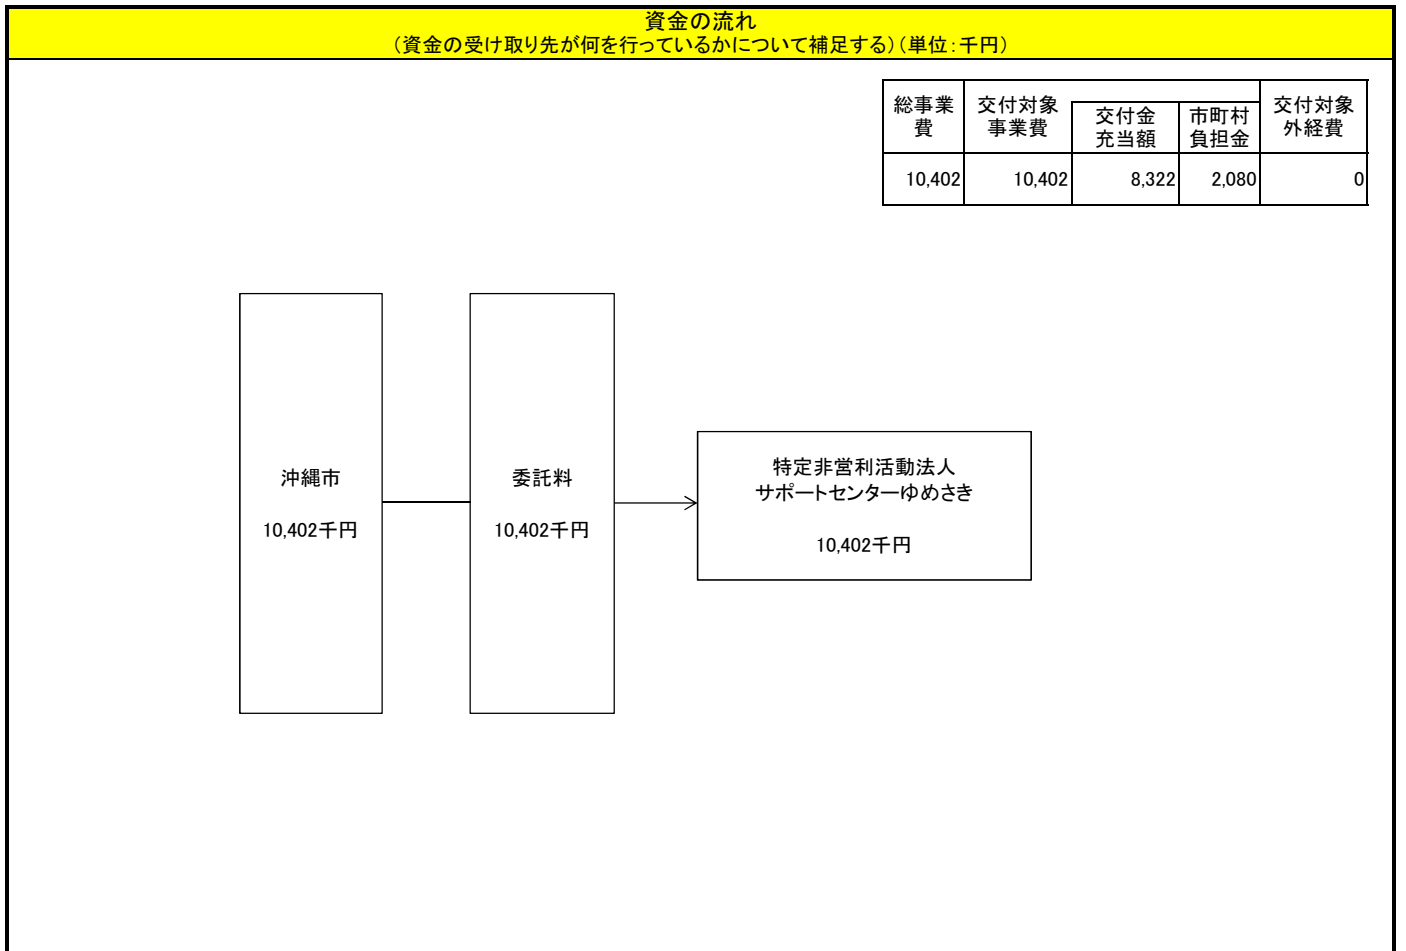 資金の流れ
（資金の受け取り先が何を行っているかについて補足する）（単位：千円）
総事業
費
交付対象
事業費
交付金
充当額
市町村
負担金
交付対象
外経費
10,402
10,402
8,322
2,080
0
沖縄市
10,402千円
委託料
10,402千円
特定非営利活動法人
サポートセンターゆめさき
10,402千円